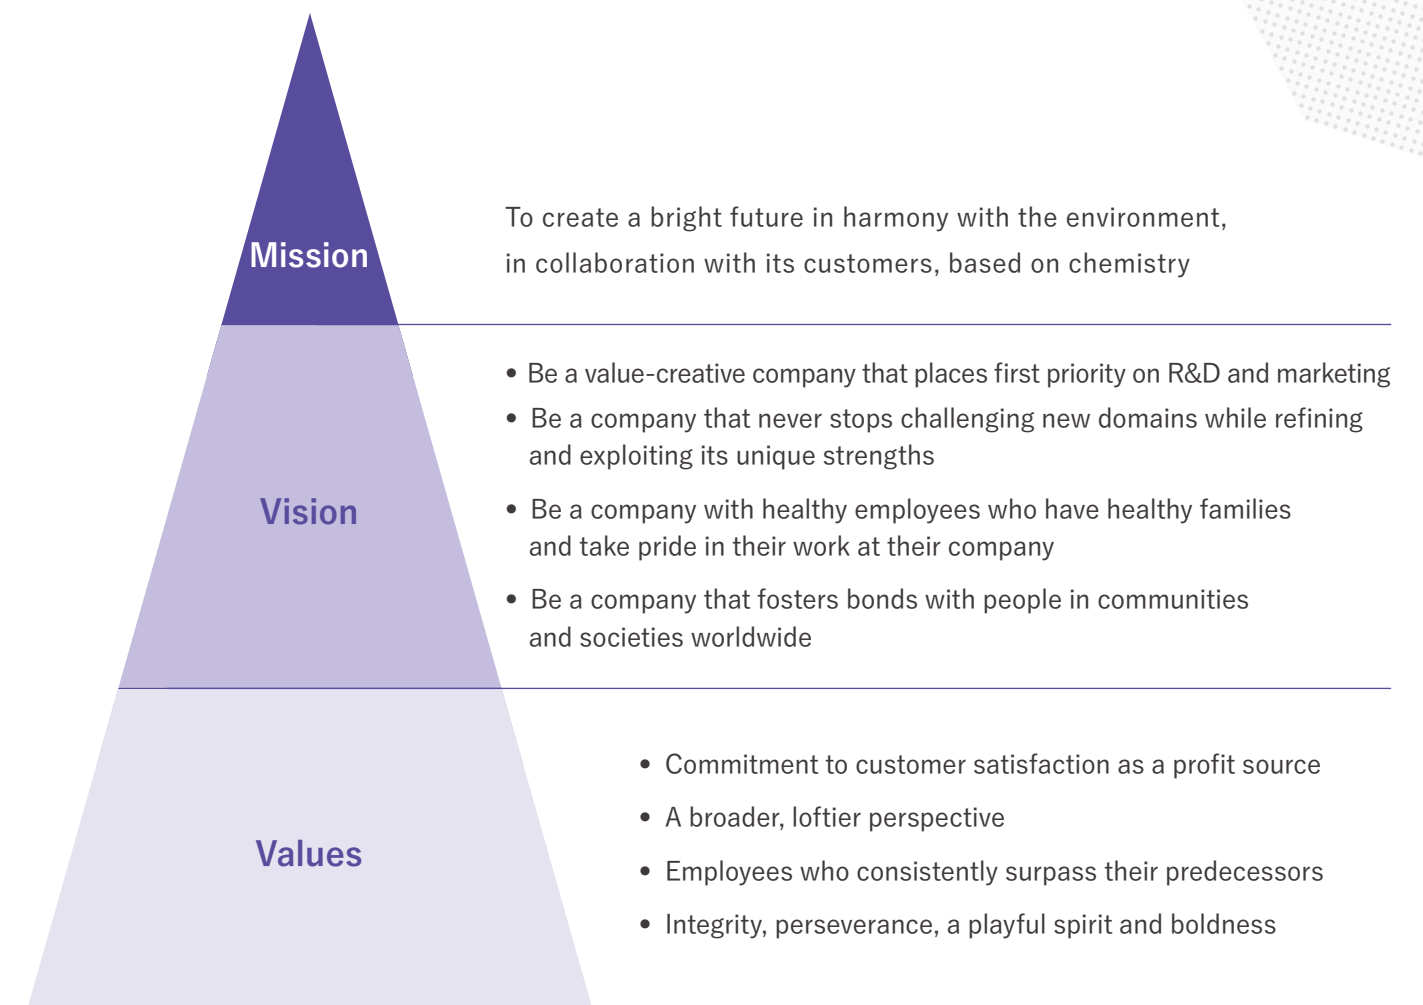 Mission
To create a bright future in harmony with the environment,
in collaboration with its customers, based on chemistry
Vision
• Be a value-creative company that places first priority on R&D and marketing
• Be a company that never stops challenging new domains while refining
and exploiting its unique strengths
• Be a company with healthy employees who have healthy families
and take pride in their work at their company
• Be a company that fosters bonds with people in communities
and societies worldwide
Values
• Commitment to customer satisfaction as a profit source
• A broader, loftier perspective
• Employees who consistently surpass their predecessors
• Integrity, perseverance, a playful spirit and boldness